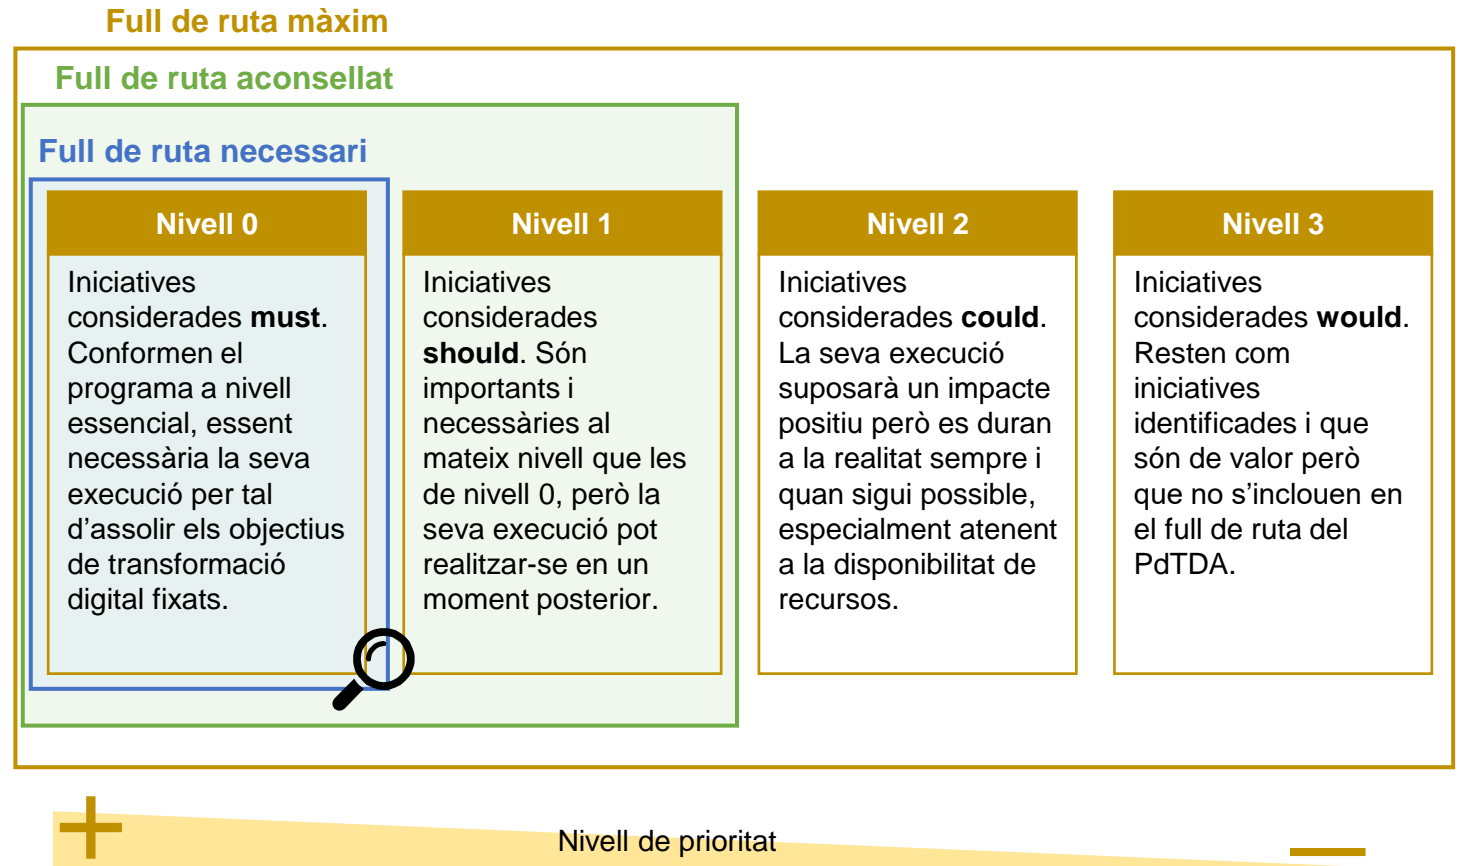 Full de ruta màxim
Full de ruta aconsellat
Full de ruta necessari
Nivell 0
Iniciatives
considerades must.
Conformen el
programa a nivell
essencial, essent
necessària la seva
execució per tal
d’assolir els objectius
de transformació
digital fixats.
Nivell 1
Iniciatives
considerades
should. Són
importants i
necessàries al
mateix nivell que les
de nivell 0, però la
seva execució pot
realitzar-se en un
moment posterior.
Nivell 2
Iniciatives
considerades could.
La seva execució
suposarà un impacte
positiu però es duran
a la realitat sempre i
quan sigui possible,
especialment atenent
a la disponibilitat de
recursos.
Nivell 3
Iniciatives
considerades would.
Resten com
iniciatives
identificades i que
són de valor però
que no s’inclouen en
el full de ruta del
PdTDA.
Nivell de prioritat